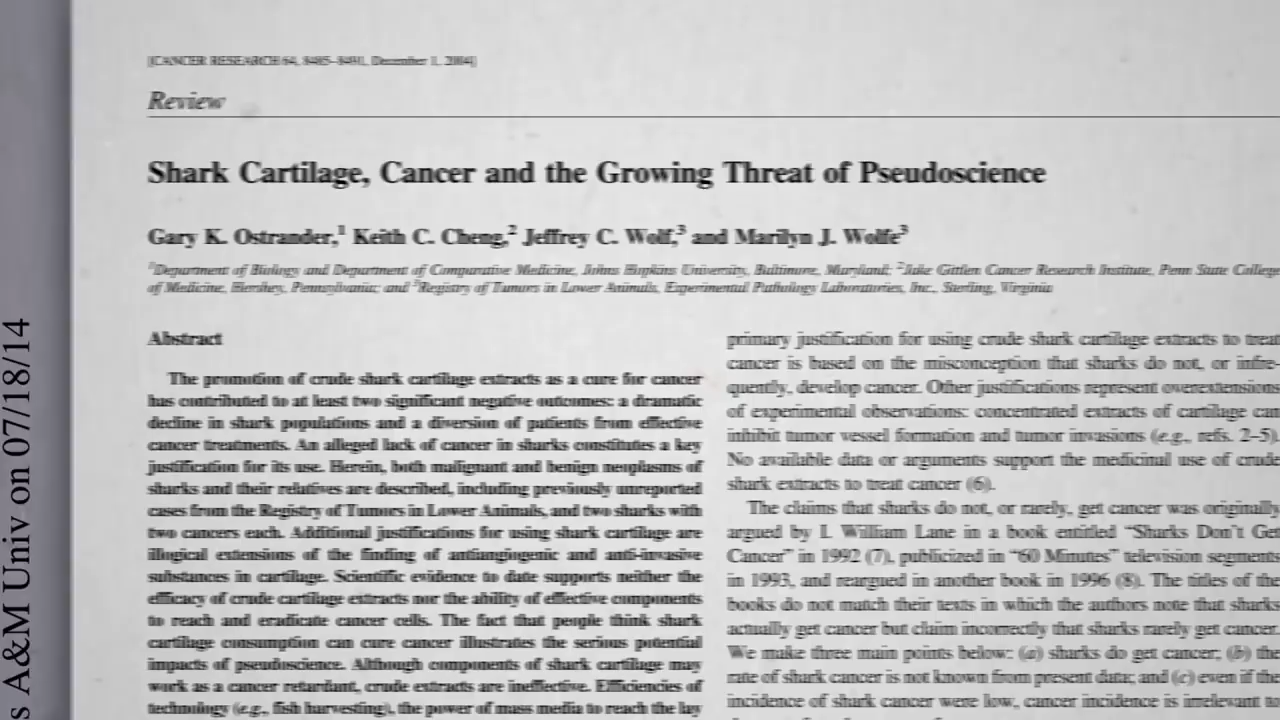 [CANCER RESEARCH 64, 8485–8491, December 1, 2004]
Review
Shark Cartilage, Cancer and the Growing Threat of Pseudoscience
Gary K. Ostrander,1 Keith C. Cheng,2 Jeffrey C. Wolf,3 and Marilyn J. Wolfe3
1Department of Biology and Department of Comparative Medicine, Johns Hopkins University, Baltimore, Maryland; 2Jake Gittlen Cancer Research Institute, Penn State College
of Medicine, Hershey, Pennsylvania; and 3Registry of Tumors in Lower Animals, Experimental Pathology Laboratories, Inc., Sterling, Virginia
Abstract
The promotion of crude shark cartilage extracts as a cure for cancer
has contributed to at least two significant negative outcomes: a dramatic
decline in shark populations and a diversion of patients from effective
cancer treatments. An alleged lack of cancer in sharks constitutes a key
justification for its use. Herein, both malignant and benign neoplasms of
sharks and their relatives are described, including previously unreported
cases from the Registry of Tumors in Lower Animals, and two sharks with
two cancers each. Additional justifications for using shark cartilage are
illogical extensions of the finding of antiangiogenic and anti-invasive
substances in cartilage. Scientific evidence to date supports neither the
efficacy of crude cartilage extracts nor the ability of effective components
to reach and eradicate cancer cells. The fact that people think shark
cartilage consumption can cure cancer illustrates the serious potential
impacts of pseudoscience. Although components of shark cartilage may
work as a cancer retardant, crude extracts are ineffective. Efficiencies of
technology (e.g., fish harvesting), the power of mass media to reach the lay
primary justification for using crude shark cartilage extracts to treat
cancer is based on the misconception that sharks do not, or infre-
quently, develop cancer. Other justifications represent overextensions
of experimental observations: concentrated extracts of cartilage can
inhibit tumor vessel formation and tumor invasions (e.g., refs. 2–5).
No available data or arguments support the medicinal use of crude
shark extracts to treat cancer (6).
The claims that sharks do not, or rarely, get cancer was originally
argued by I. William Lane in a book entitled “Sharks Don’t Get
Cancer” in 1992 (7), publicized in “60 Minutes” television segments
in 1993, and reargued in another book in 1996 (8). The titles of the
books do not match their texts in which the authors note that sharks
actually get cancer but claim incorrectly that sharks rarely get cancer.
We make three main points below: (a) sharks do get cancer; (b) the
rate of shark cancer is not known from present data; and (c) even if the
incidence of shark cancer were low, cancer incidence is irrelevant to
s A&M Univ on 07/18/14